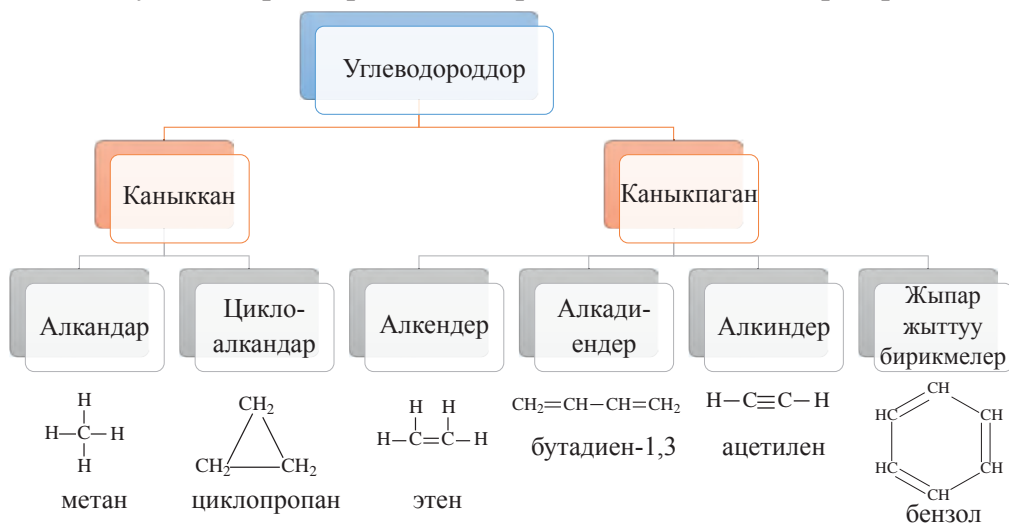 Углеводороддор
Каныккан
Каныкпаган
Алкандар
Цикло-
алкандар
Алкендер
Алкади-
ендер
Алкиндер
Жыпар
жыттуу
бирикмелер
H
H–C–H
H
метан
CH₂
CH₂ CH₂
циклопропан
H H
H–C=C–H
этен
CH₂=CH–CH=CH₂
бутадиен-1,3
H–C≡C–H
ацетилен
CH
HC CH
HC CH
CH
бензол